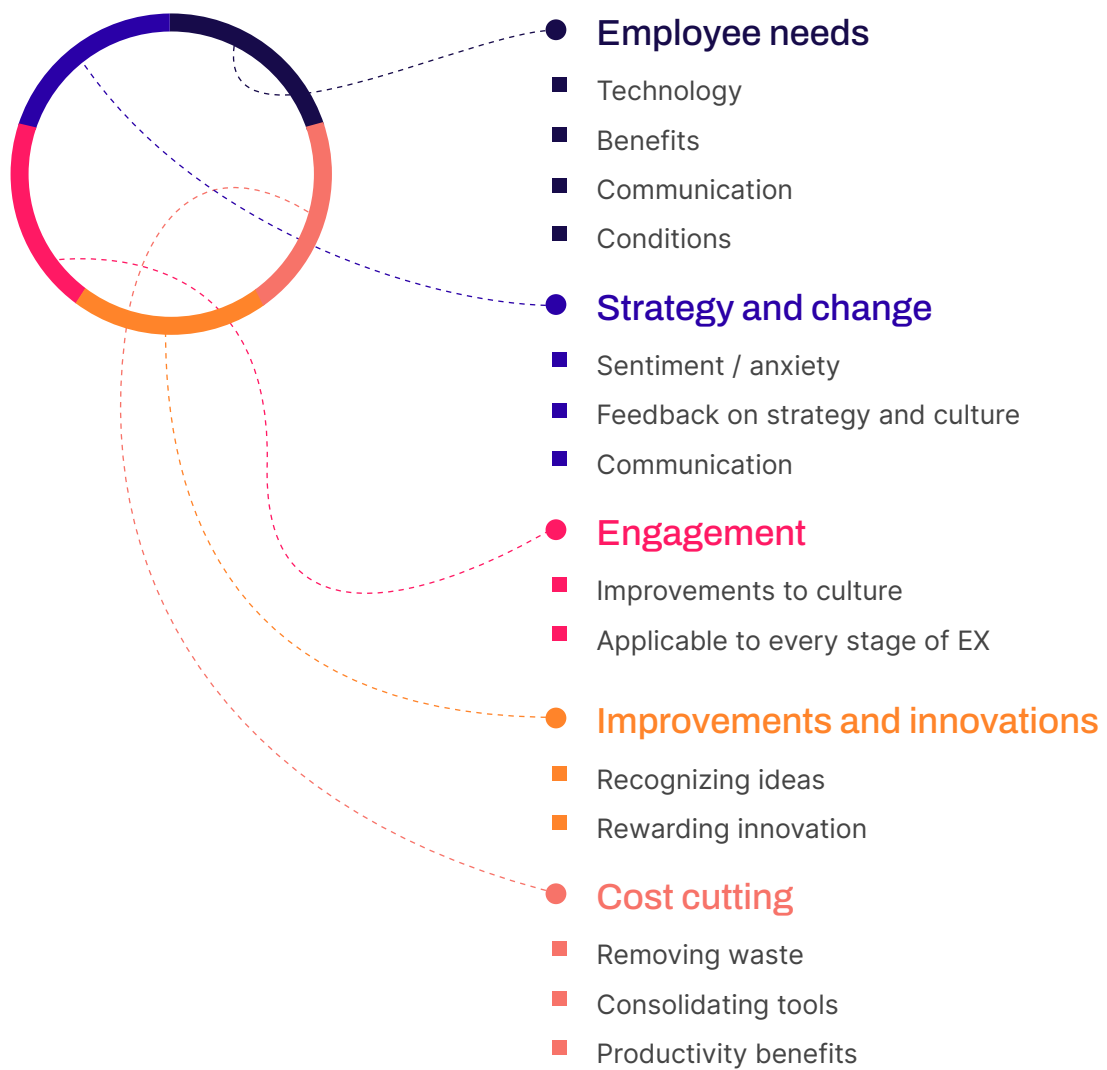 Employee needs
Technology
Benefits
Communication
Conditions
Strategy and change
Sentiment / anxiety
Feedback on strategy and culture
Communication
Engagement
Improvements to culture
Applicable to every stage of EX
Improvements and innovations
Recognizing ideas
Rewarding innovation
Cost cutting
Removing waste
Consolidating tools
Productivity benefits